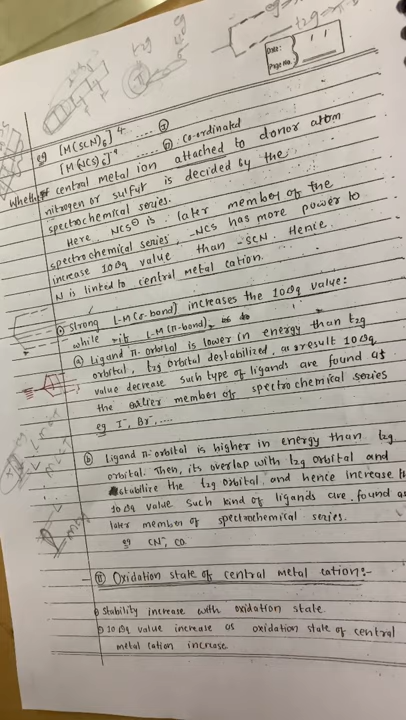 t2g
eg
Date:
Page No.
eg [M(SCN)6]4- ..... ①
[M(NCS)6]-4 ..... ② co-ordinated
Whether central metal ion attached to donor atom
nitrogen or sulfur is decided by the
spectrochemical series.
Here NCS⊖ is later member of the
spectrochemical series, -NCS has more power to
increase 10Dq value than -SCN. Hence
N is linked to central metal cation.
Strong L-M(σ-bond) increases the 10Dq value:
while L-M(π-bond),
(a) Ligand π-orbital is lower in energy than t2g
orbital, t2g orbital destabilized, as result 10Dq
value decrease such type of ligands are found as
the earlier member of spectrochemical series
eg I-, Br-, .....
(b) Ligand π-orbital is higher in energy than t2g
orbital. Then, its overlap with t2g orbital and
stabilize the t2g orbital, and hence increase
10Dq value such kind of ligands are found as
later member of spectrochemical series.
eg CN-, CO
Oxidation state of central metal cation:-
Stability increase with oxidation state.
10Dq value increase as oxidation state of central
metal cation increase